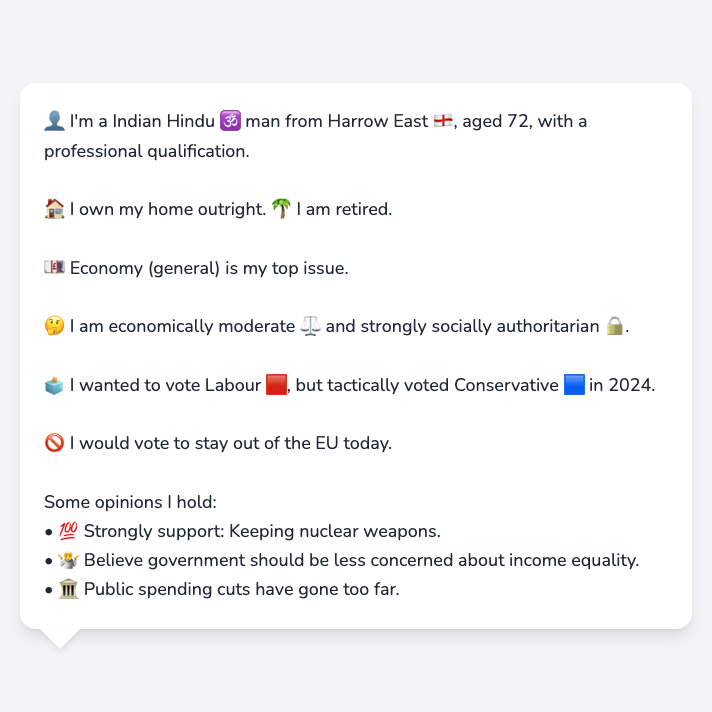 👤 I'm a Indian Hindu 🕉️ man from Harrow East 🏴󠁧󠁢󠁥󠁮󠁧󠁿, aged 72, with a
professional qualification.
🏠 I own my home outright. 🌴 I am retired.
💷 Economy (general) is my top issue.
🤔 I am economically moderate ⚖️ and strongly socially authoritarian 🔒.
🗳️ I wanted to vote Labour 🟥, but tactically voted Conservative 🟦 in 2024.
🚫 I would vote to stay out of the EU today.
Some opinions I hold:
• 💯 Strongly support: Keeping nuclear weapons.
• 🤷 Believe government should be less concerned about income equality.
• 🏛️ Public spending cuts have gone too far.